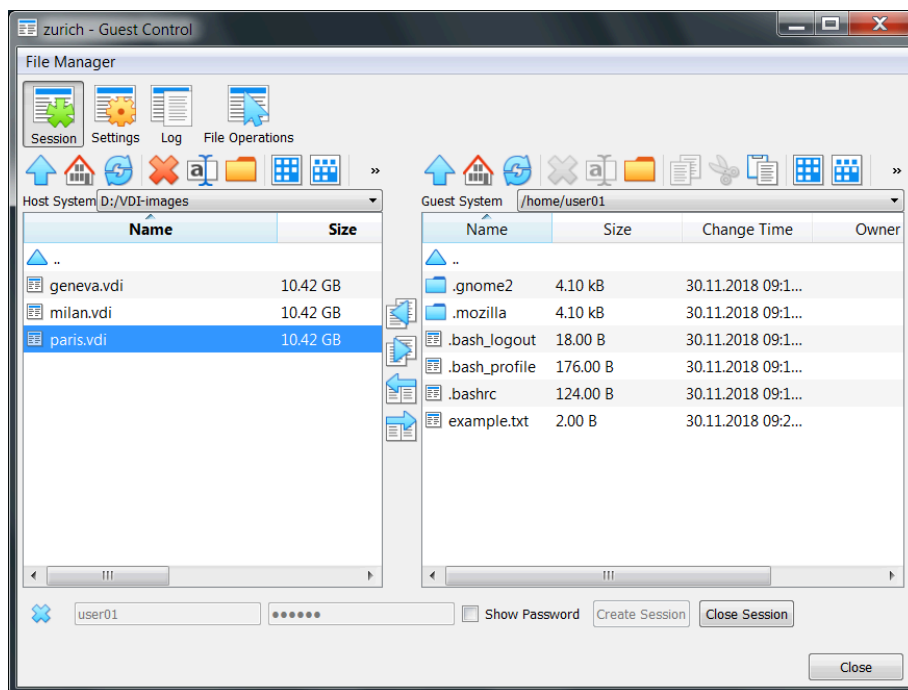 zurich - Guest Control
File Manager
Session Settings Log File Operations
» »
Host System D:/VDI-images Guest System /home/user01
Name Size Name Size Change Time Owner
.. ..
geneva.vdi 10.42 GB .gnome2 4.10 kB 30.11.2018 09:1...
milan.vdi 10.42 GB .mozilla 4.10 kB 30.11.2018 09:1...
paris.vdi 10.42 GB .bash_logout 18.00 B 30.11.2018 09:1...
.bash_profile 176.00 B 30.11.2018 09:1...
.bashrc 124.00 B 30.11.2018 09:1...
example.txt 2.00 B 30.11.2018 09:2...
user01 ●●●●●● Show Password Create Session Close Session
Close